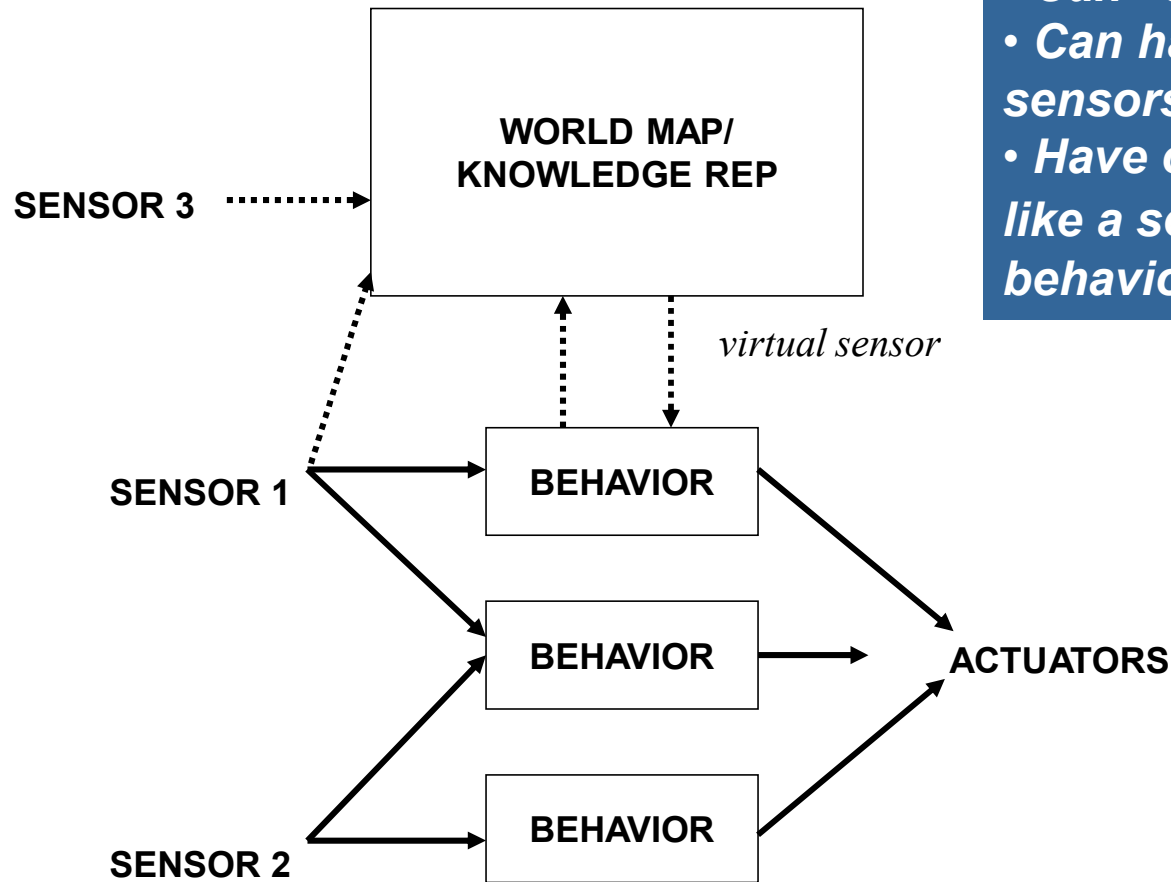 WORLD MAP/
KNOWLEDGE REP
SENSOR 3
• Can
• Can ha
sensors
• Have
like a s
behavio
virtual sensor
SENSOR 1
BEHAVIOR
BEHAVIOR
ACTUATORS
BEHAVIOR
SENSOR 2